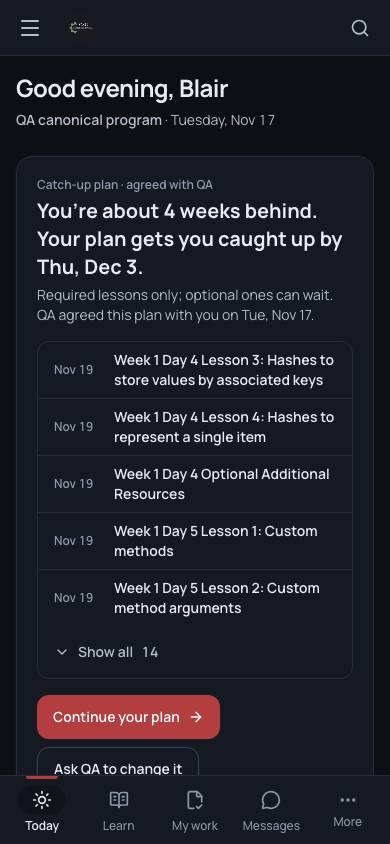 Good evening, Blair
QA canonical program · Tuesday, Nov 17
Catch-up plan · agreed with QA
You're about 4 weeks behind.
Your plan gets you caught up by
Thu, Dec 3.
Required lessons only; optional ones can wait.
QA agreed this plan with you on Tue, Nov 17.
Nov 19
Week 1 Day 4 Lesson 3: Hashes to
store values by associated keys
Nov 19
Week 1 Day 4 Lesson 4: Hashes to
represent a single item
Nov 19
Week 1 Day 4 Optional Additional
Resources
Nov 19
Week 1 Day 5 Lesson 1: Custom
methods
Nov 19
Week 1 Day 5 Lesson 2: Custom
method arguments
Show all 14
Continue your plan
Ask QA to change it
Today
Learn
My work
Messages
More